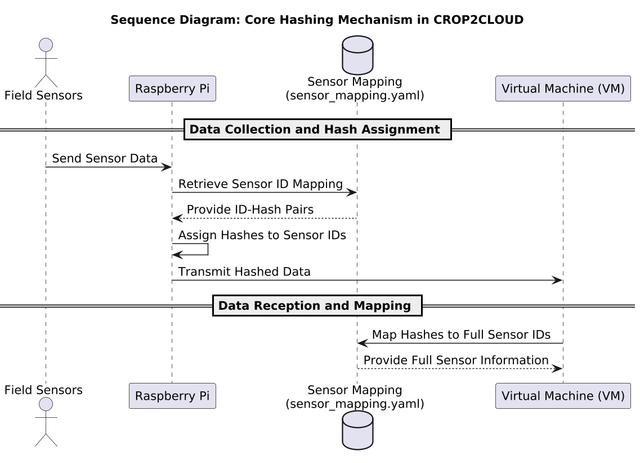 Sequence Diagram: Core Hashing Mechanism in CROP2CLOUD
Field Sensors
Raspberry Pi
Sensor Mapping
(sensor_mapping.yaml)
Virtual Machine (VM)
Data Collection and Hash Assignment
Send Sensor Data
Retrieve Sensor ID Mapping
Provide ID-Hash Pairs
Assign Hashes to Sensor IDs
Transmit Hashed Data
Data Reception and Mapping
Map Hashes to Full Sensor IDs
Provide Full Sensor Information
Field Sensors
Raspberry Pi
Sensor Mapping
(sensor_mapping.yaml)
Virtual Machine (VM)